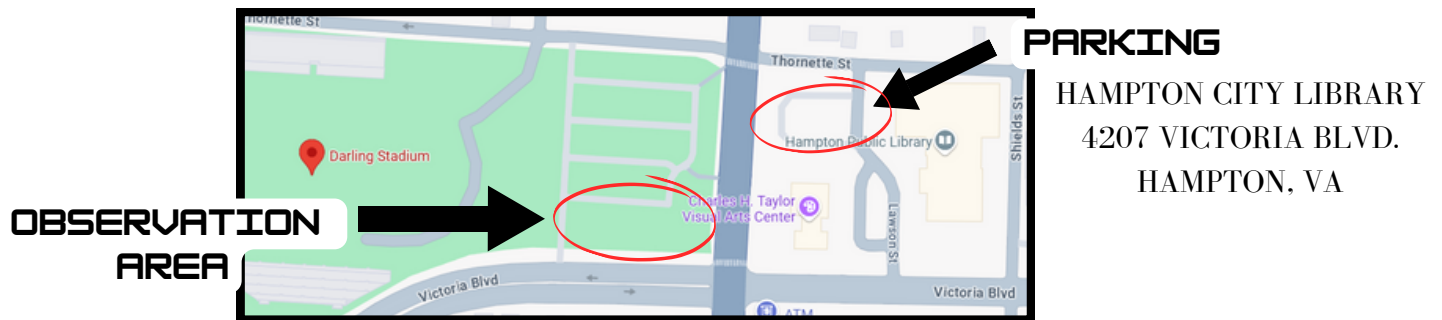 Thornette St
PARKING
Thornette St
HAMPTON CITY LIBRARY
4207 VICTORIA BLVD.
HAMPTON, VA
Hampton Public Library
Shields St
Darling Stadium
Charles H. Taylor
Visual Arts Center
Lawson St
OBSERVATION
AREA
Victoria Blvd
Victoria Blvd
ATM